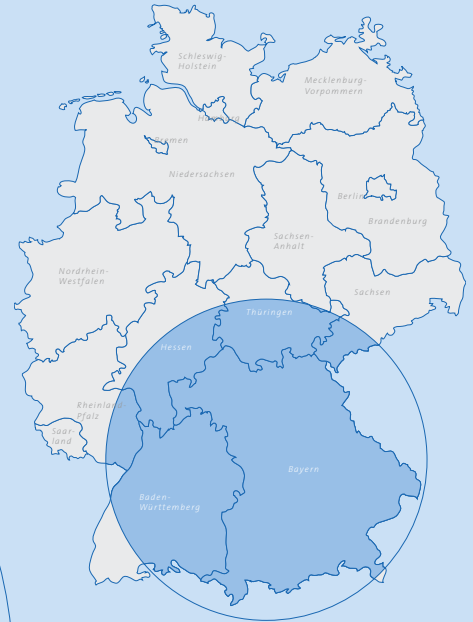 Schleswig-
Holstein
Mecklenburg-
Vorpommern
Hamburg
Bremen
Niedersachsen
Berlin
Brandenburg
Sachsen-
Anhalt
Nordrhein-
Westfalen
Sachsen
Thüringen
Hessen
Rheinland-
Pfalz
Saar-
land
Bayern
Baden-
Württemberg